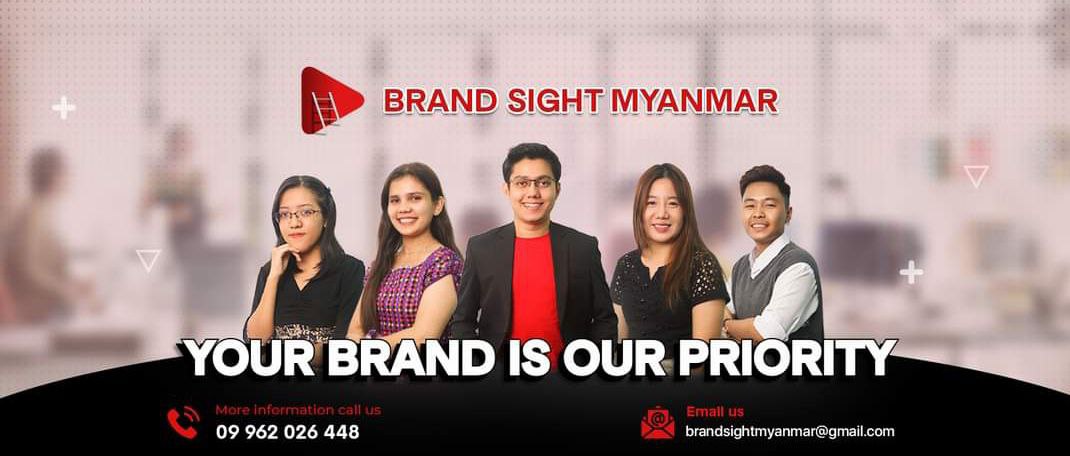 BRAND SIGHT MYANMAR
YOUR BRAND IS OUR PRIORITY
More information call us
09 962 026 448
Email us
brandsightmyanmar@gmail.com